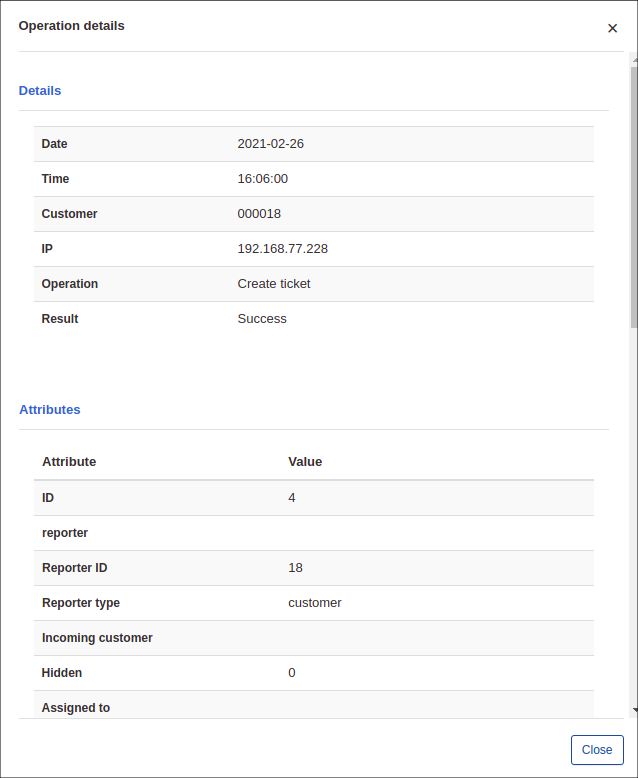 Operation details ×
Details
Date 2021-02-26
Time 16:06:00
Customer 000018
IP 192.168.77.228
Operation Create ticket
Result Success
Attributes
Attribute Value
ID 4
reporter
Reporter ID 18
Reporter type customer
Incoming customer
Hidden 0
Assigned to
Close